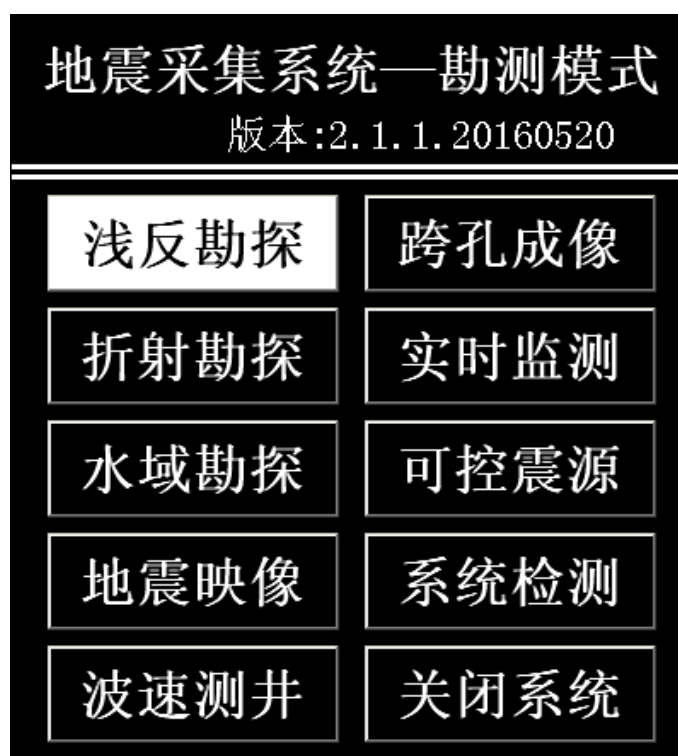 地震采集系统—勘测模式
版本:2.1.1.20160520
浅反勘探 跨孔成像
折射勘探 实时监测
水域勘探 可控震源
地震映像 系统检测
波速测井 关闭系统